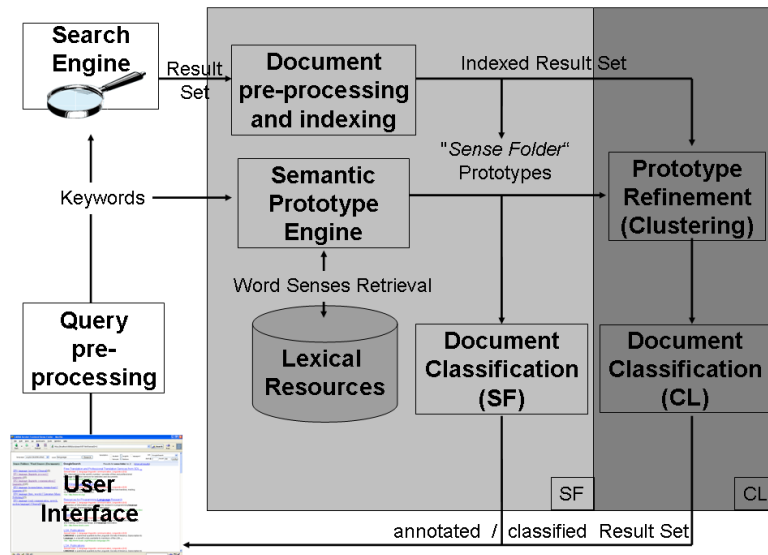 Search
Engine
Result
Set
Document
pre-processing
and indexing
Indexed Result Set
"Sense Folder“
Prototypes
Keywords
Semantic
Prototype
Engine
Prototype
Refinement
(Clustering)
Word Senses Retrieval
Query
pre-
processing
Lexical
Resources
Document
Classification
(SF)
Document
Classification
(CL)
User
Interface
SF
CL
annotated / classified Result Set